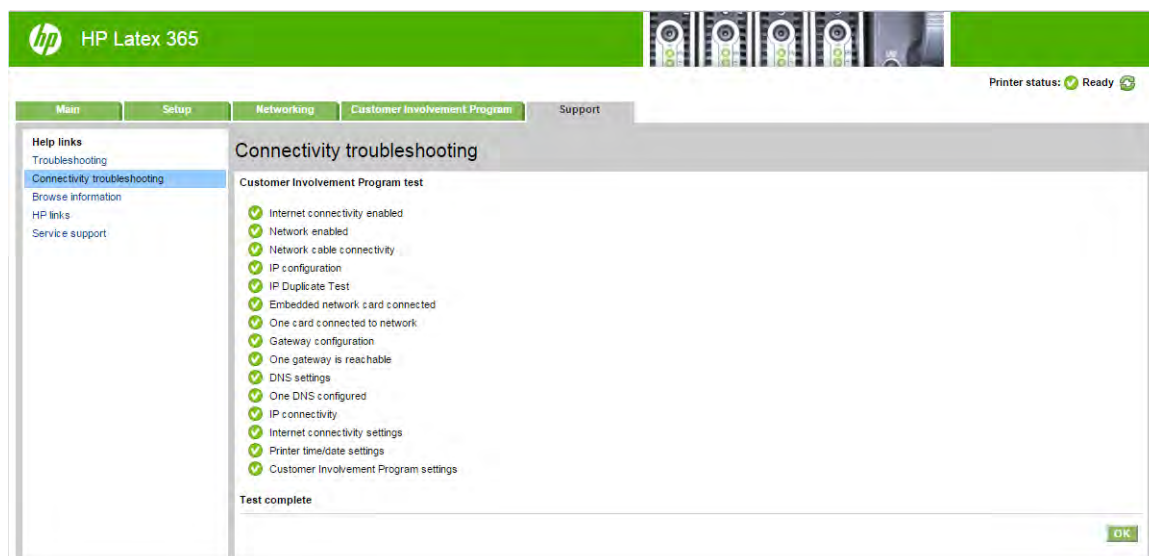 hp HP Latex 365
Printer status: Ready
Main Setup Networking Customer Involvement Program Support
Help links
Troubleshooting
Connectivity troubleshooting
Browse information
HP links
Service support
Connectivity troubleshooting
Customer Involvement Program test
Internet connectivity enabled
Network enabled
Network cable connectivity
IP configuration
IP Duplicate Test
Embedded network card connected
One card connected to network
Gateway configuration
One gateway is reachable
DNS settings
One DNS configured
IP connectivity
Internet connectivity settings
Printer time/date settings
Customer Involvement Program settings
Test complete
OK